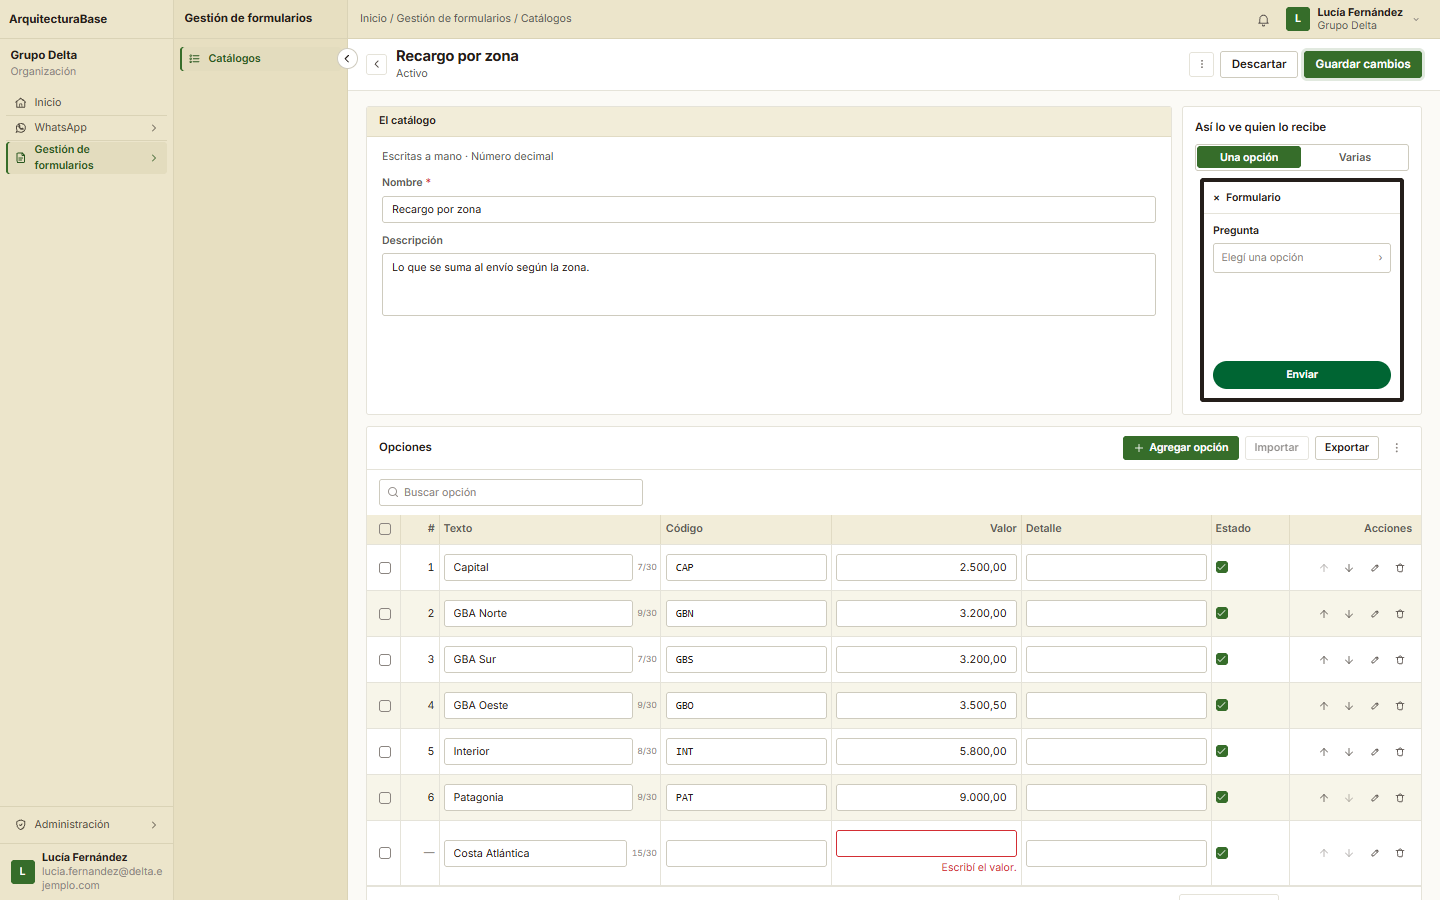 ArquitecturaBase
Grupo Delta
Organización
Inicio
WhatsApp
Gestión de
formularios
Administración
L
Lucía Fernández
lucia.fernandez@delta.e
jemplo.com
Gestión de formularios
Catálogos
Inicio / Gestión de formularios / Catálogos
L
Lucía Fernández
Grupo Delta
Recargo por zona
Activo
Descartar
Guardar cambios
El catálogo
Escritas a mano · Número decimal
Nombre *
Recargo por zona
Descripción
Lo que se suma al envío según la zona.
Así lo ve quien lo recibe
Una opción
Varias
× Formulario
Pregunta
Elegí una opción
Enviar
Opciones
+ Agregar opción
Importar
Exportar
Buscar opción
# Texto Código Valor Detalle Estado Acciones
1 Capital 7/30 CAP 2.500,00
2 GBA Norte 9/30 GBN 3.200,00
3 GBA Sur 7/30 GBS 3.200,00
4 GBA Oeste 9/30 GBO 3.500,50
5 Interior 8/30 INT 5.800,00
6 Patagonia 9/30 PAT 9.000,00
— Costa Atlántica 15/30
Escribí el valor.